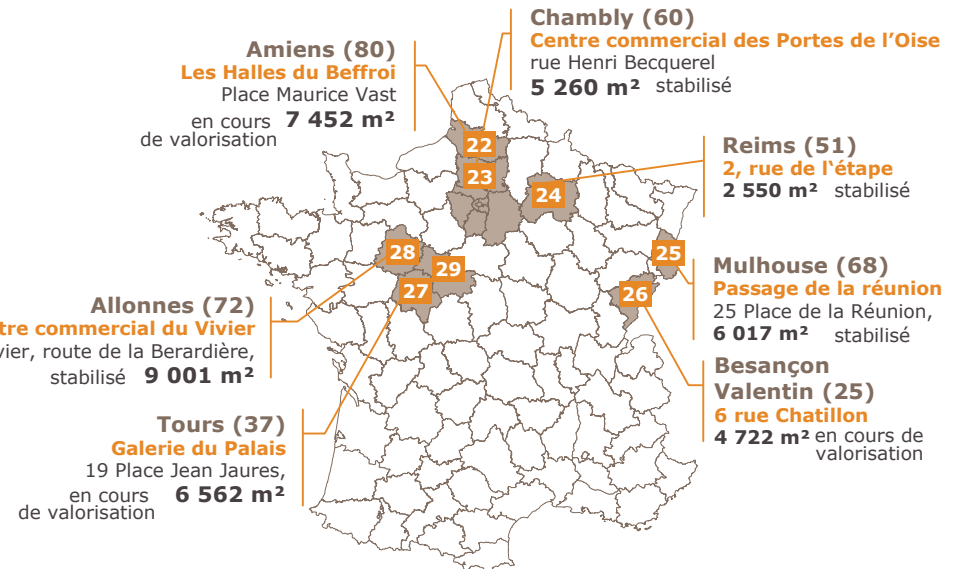 Chambly (60)
Centre commercial des Portes de l'Oise
rue Henri Becquerel
5 260 m² stabilisé
Amiens (80)
Les Halles du Beffroi
Place Maurice Vast
en cours 7 452 m²
de valorisation
Reims (51)
2, rue de l‘étape
2 550 m² stabilisé
22
23
24
25
26
27
28
29
Mulhouse (68)
Passage de la réunion
25 Place de la Réunion,
6 017 m² stabilisé
Allonnes (72)
commercial du Vivier
route de la Berardière,
stabilisé 9 001 m²
Besançon
Valentin (25)
6 rue Chatillon
4 722 m² en cours de
valorisation
Tours (37)
Galerie du Palais
19 Place Jean Jaures,
en cours 6 562 m²
de valorisation